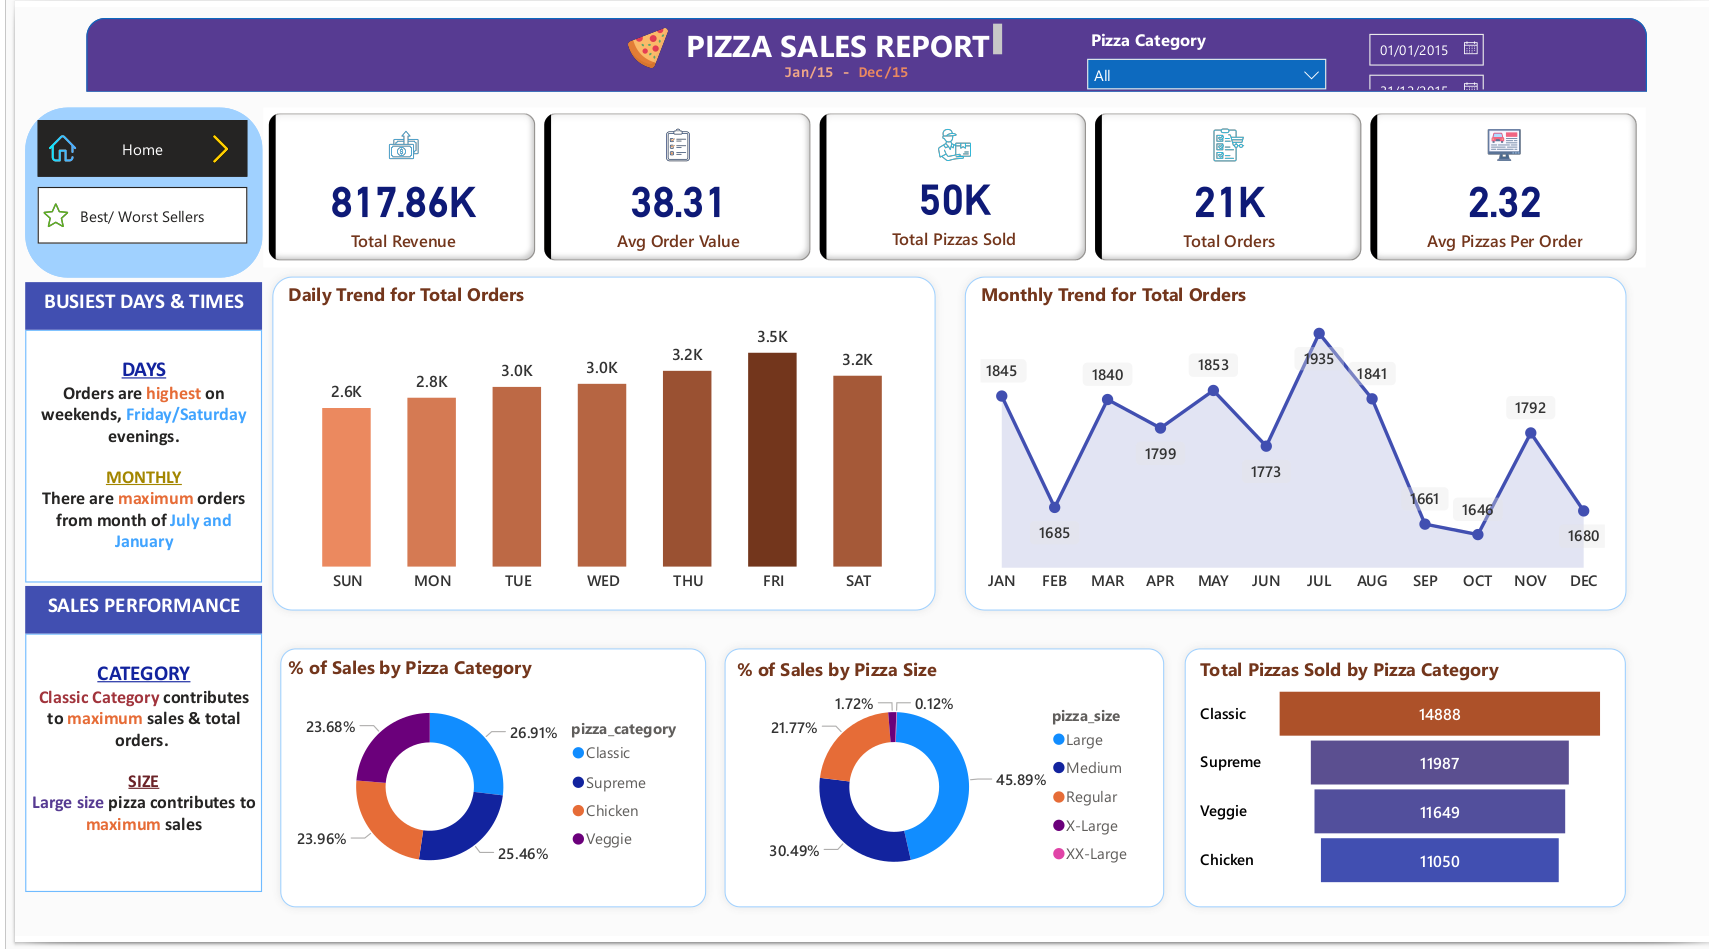 PIZZA SALES REPORT
Jan/15 - Dec/15
Pizza Category
All
01/01/2015
31/12/2015
Home
Best/ Worst Sellers
817.86K
Total Revenue
38.31
Avg Order Value
50K
Total Pizzas Sold
21K
Total Orders
2.32
Avg Pizzas Per Order
BUSIEST DAYS & TIMES
DAYS
Orders are highest on
weekends, Friday/Saturday
evenings.
MONTHLY
There are maximum orders
from month of July and
January
SALES PERFORMANCE
CATEGORY
Classic Category contributes
to maximum sales & total
orders.
SIZE
Large size pizza contributes to
maximum sales
Daily Trend for Total Orders
2.6K
2.8K
3.0K
3.0K
3.2K
3.5K
3.2K
SUN MON TUE WED THU FRI SAT
Monthly Trend for Total Orders
1845
1685
1840
1799
1853
1773
1935
1841
1661
1646
1792
1680
JAN FEB MAR APR MAY JUN JUL AUG SEP OCT NOV DEC
% of Sales by Pizza Category
23.68%
26.91%
23.96%
25.46%
pizza_category
Classic
Supreme
Chicken
Veggie
% of Sales by Pizza Size
1.72%
0.12%
21.77%
45.89%
30.49%
pizza_size
Large
Medium
Regular
X-Large
XX-Large
Total Pizzas Sold by Pizza Category
Classic 14888
Supreme 11987
Veggie 11649
Chicken 11050